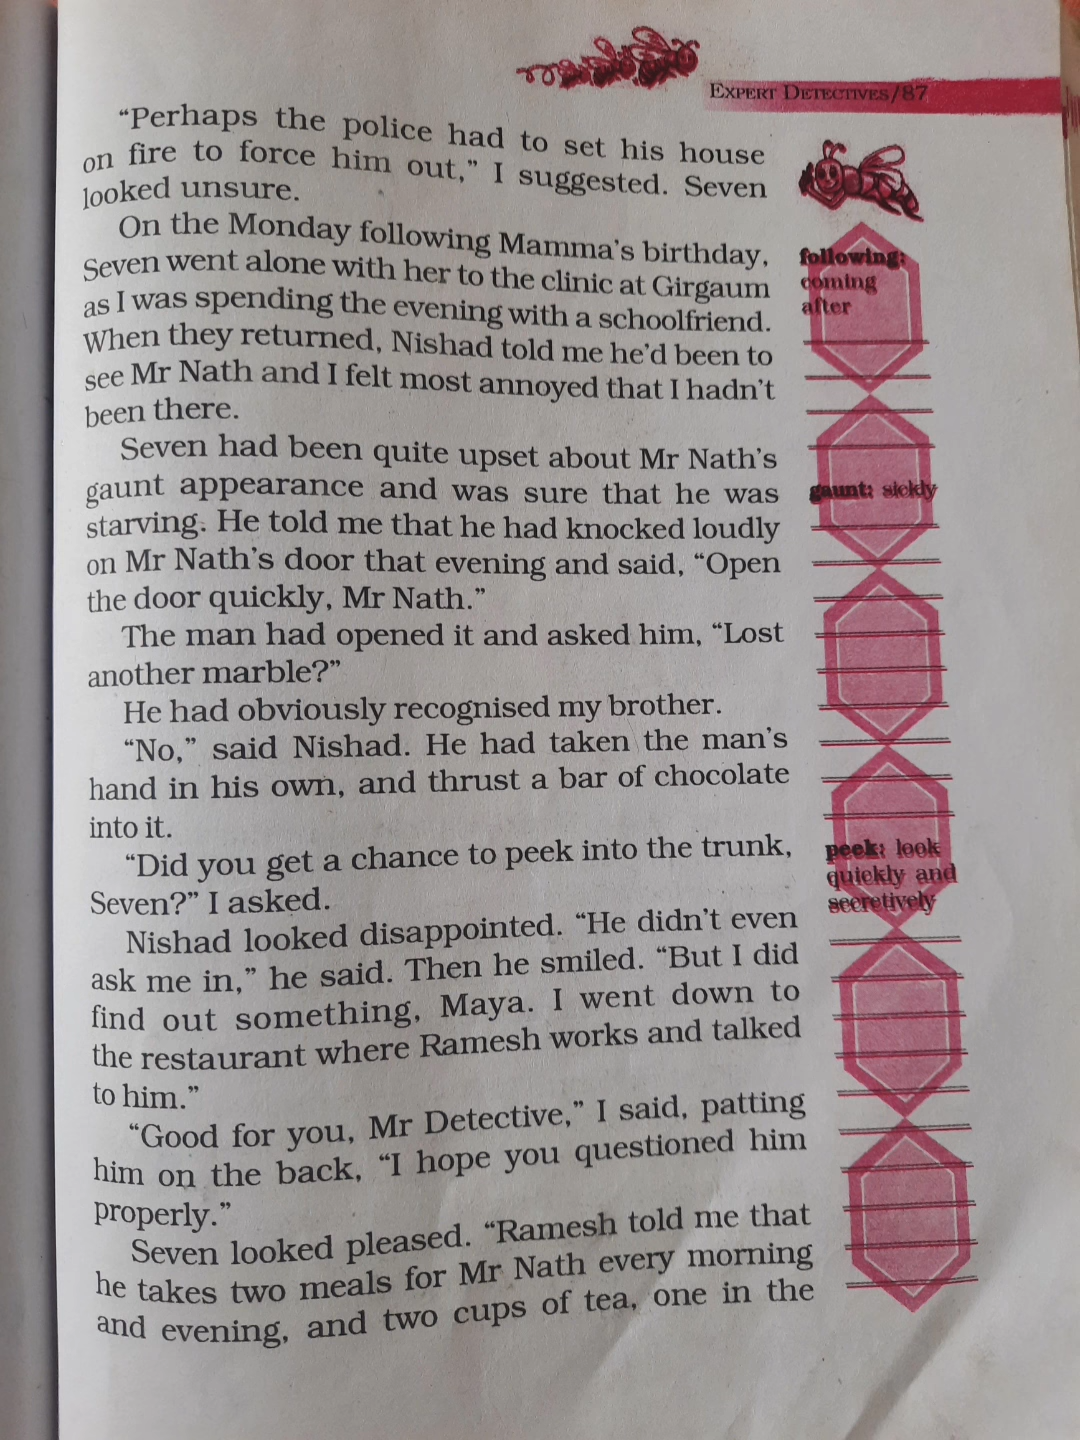 EXPERT DETECTIVES/87
“Perhaps the police had to set his house
on fire to force him out,” I suggested. Seven
looked unsure.
On the Monday following Mamma’s birthday,
Seven went alone with her to the clinic at Girgaum
as I was spending the evening with a schoolfriend.
When they returned, Nishad told me he’d been to
see Mr Nath and I felt most annoyed that I hadn’t
been there.
Seven had been quite upset about Mr Nath’s
gaunt appearance and was sure that he was
starving. He told me that he had knocked loudly
on Mr Nath’s door that evening and said, “Open
the door quickly, Mr Nath.”
The man had opened it and asked him, “Lost
another marble?”
He had obviously recognised my brother.
“No,” said Nishad. He had taken the man’s
hand in his own, and thrust a bar of chocolate
into it.
“Did you get a chance to peek into the trunk,
Seven?” I asked.
Nishad looked disappointed. “He didn’t even
ask me in,” he said. Then he smiled. “But I did
find out something, Maya. I went down to
the restaurant where Ramesh works and talked
to him.”
“Good for you, Mr Detective,” I said, patting
him on the back, “I hope you questioned him
properly.”
Seven looked pleased. “Ramesh told me that
he takes two meals for Mr Nath every morning
and evening, and two cups of tea, one in the
following:
coming
after
gaunt: sickly
peek: look
quickly and
secretively